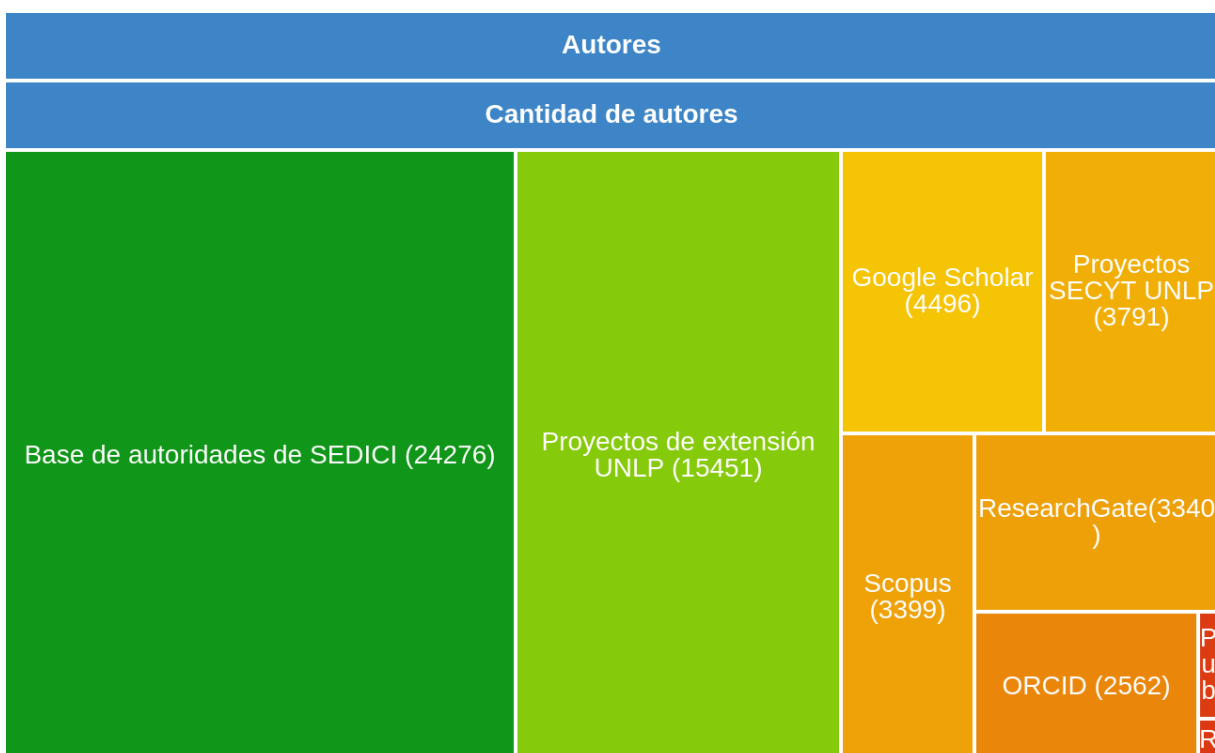 Autores
Cantidad de autores
Base de autoridades de SEDICI (24276)
Proyectos de extensión
UNLP (15451)
Google Scholar
(4496)
Proyectos
SECYT UNLP
(3791)
Scopus
(3399)
ResearchGate(3340
)
ORCID (2562)
P
u
b
R